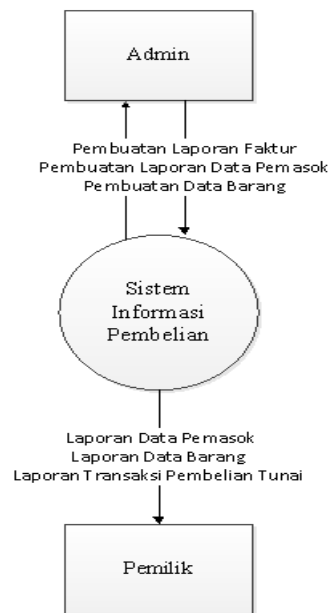 Admin
Pembuatan Laporan Faktur
Pembuatan Laporan Data Pemasok
Pembuatan Data Barang
Sistem
Informasi
Pembelian
Laporan Data Pemasok
Laporan Data Barang
Laporan Transaksi Pembelian Tunai
Pemilik